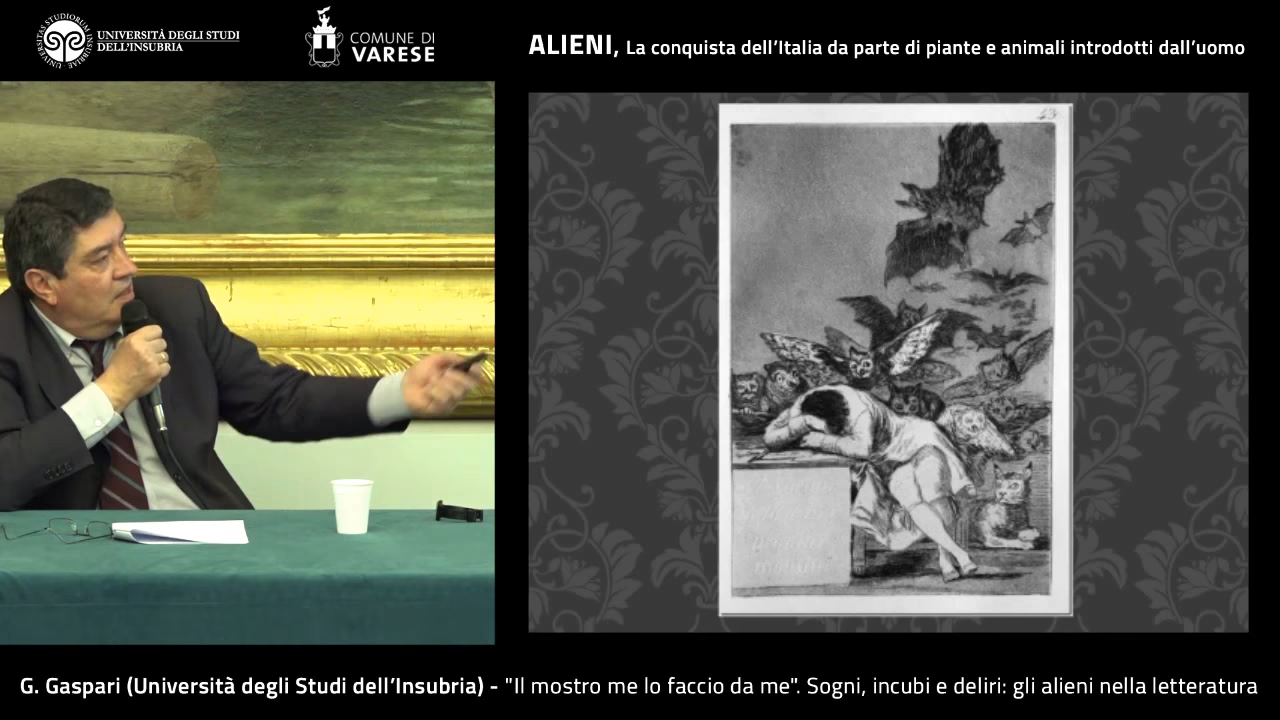 UNIVERSITÀ DEGLI STUDI
DELL'INSUBRIA
COMUNE DI
VARESE
ALIENI, La conquista dell'Italia da parte di piante e animali introdotti dall'uomo
43
G. Gaspari (Università degli Studi dell'Insubria) - "Il mostro me lo faccio da me". Sogni, incubi e deliri: gli alieni nella letteratura